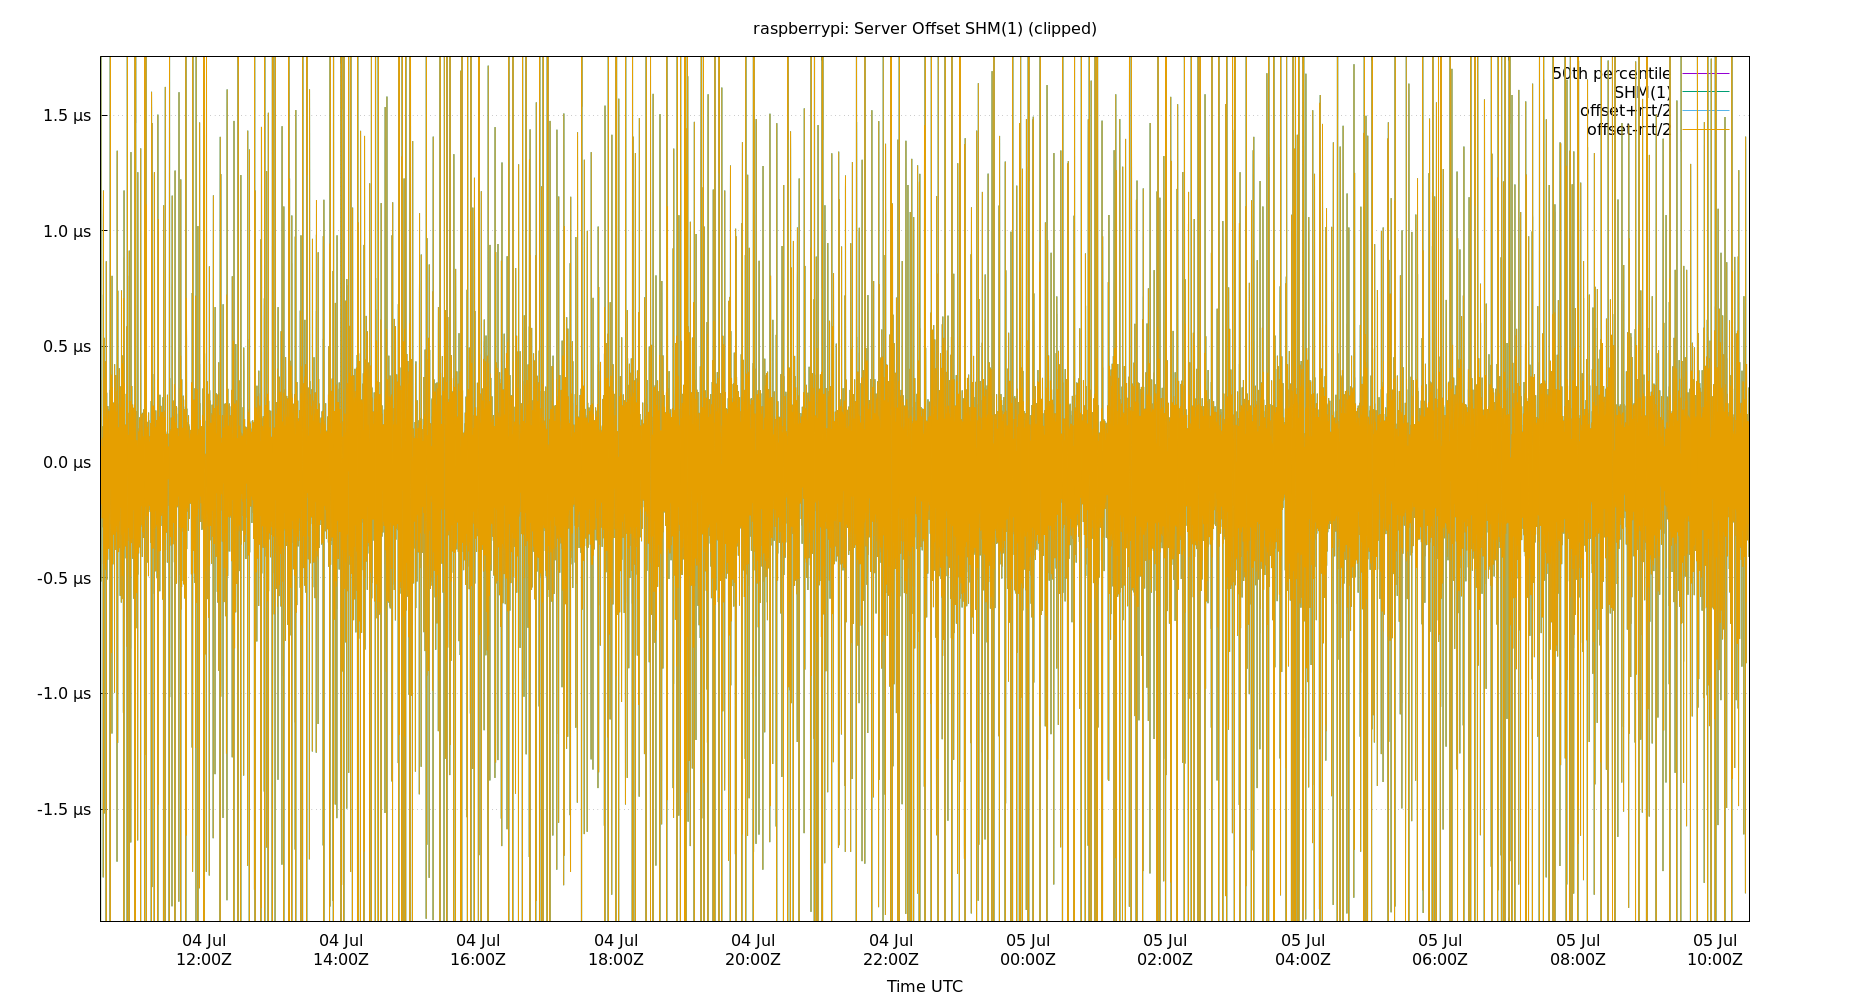 raspberrypi: Server Offset SHM(1) (clipped)
50th percentile
SHM(1)
offset+rtt/2
offset-rtt/2
1.5 µs
1.0 µs
0.5 µs
0.0 µs
-0.5 µs
-1.0 µs
-1.5 µs
04 Jul 04 Jul 04 Jul 04 Jul 04 Jul 04 Jul 05 Jul 05 Jul 05 Jul 05 Jul 05 Jul 05 Jul
12:00Z 14:00Z 16:00Z 18:00Z 20:00Z 22:00Z 00:00Z 02:00Z 04:00Z 06:00Z 08:00Z 10:00Z
Time UTC